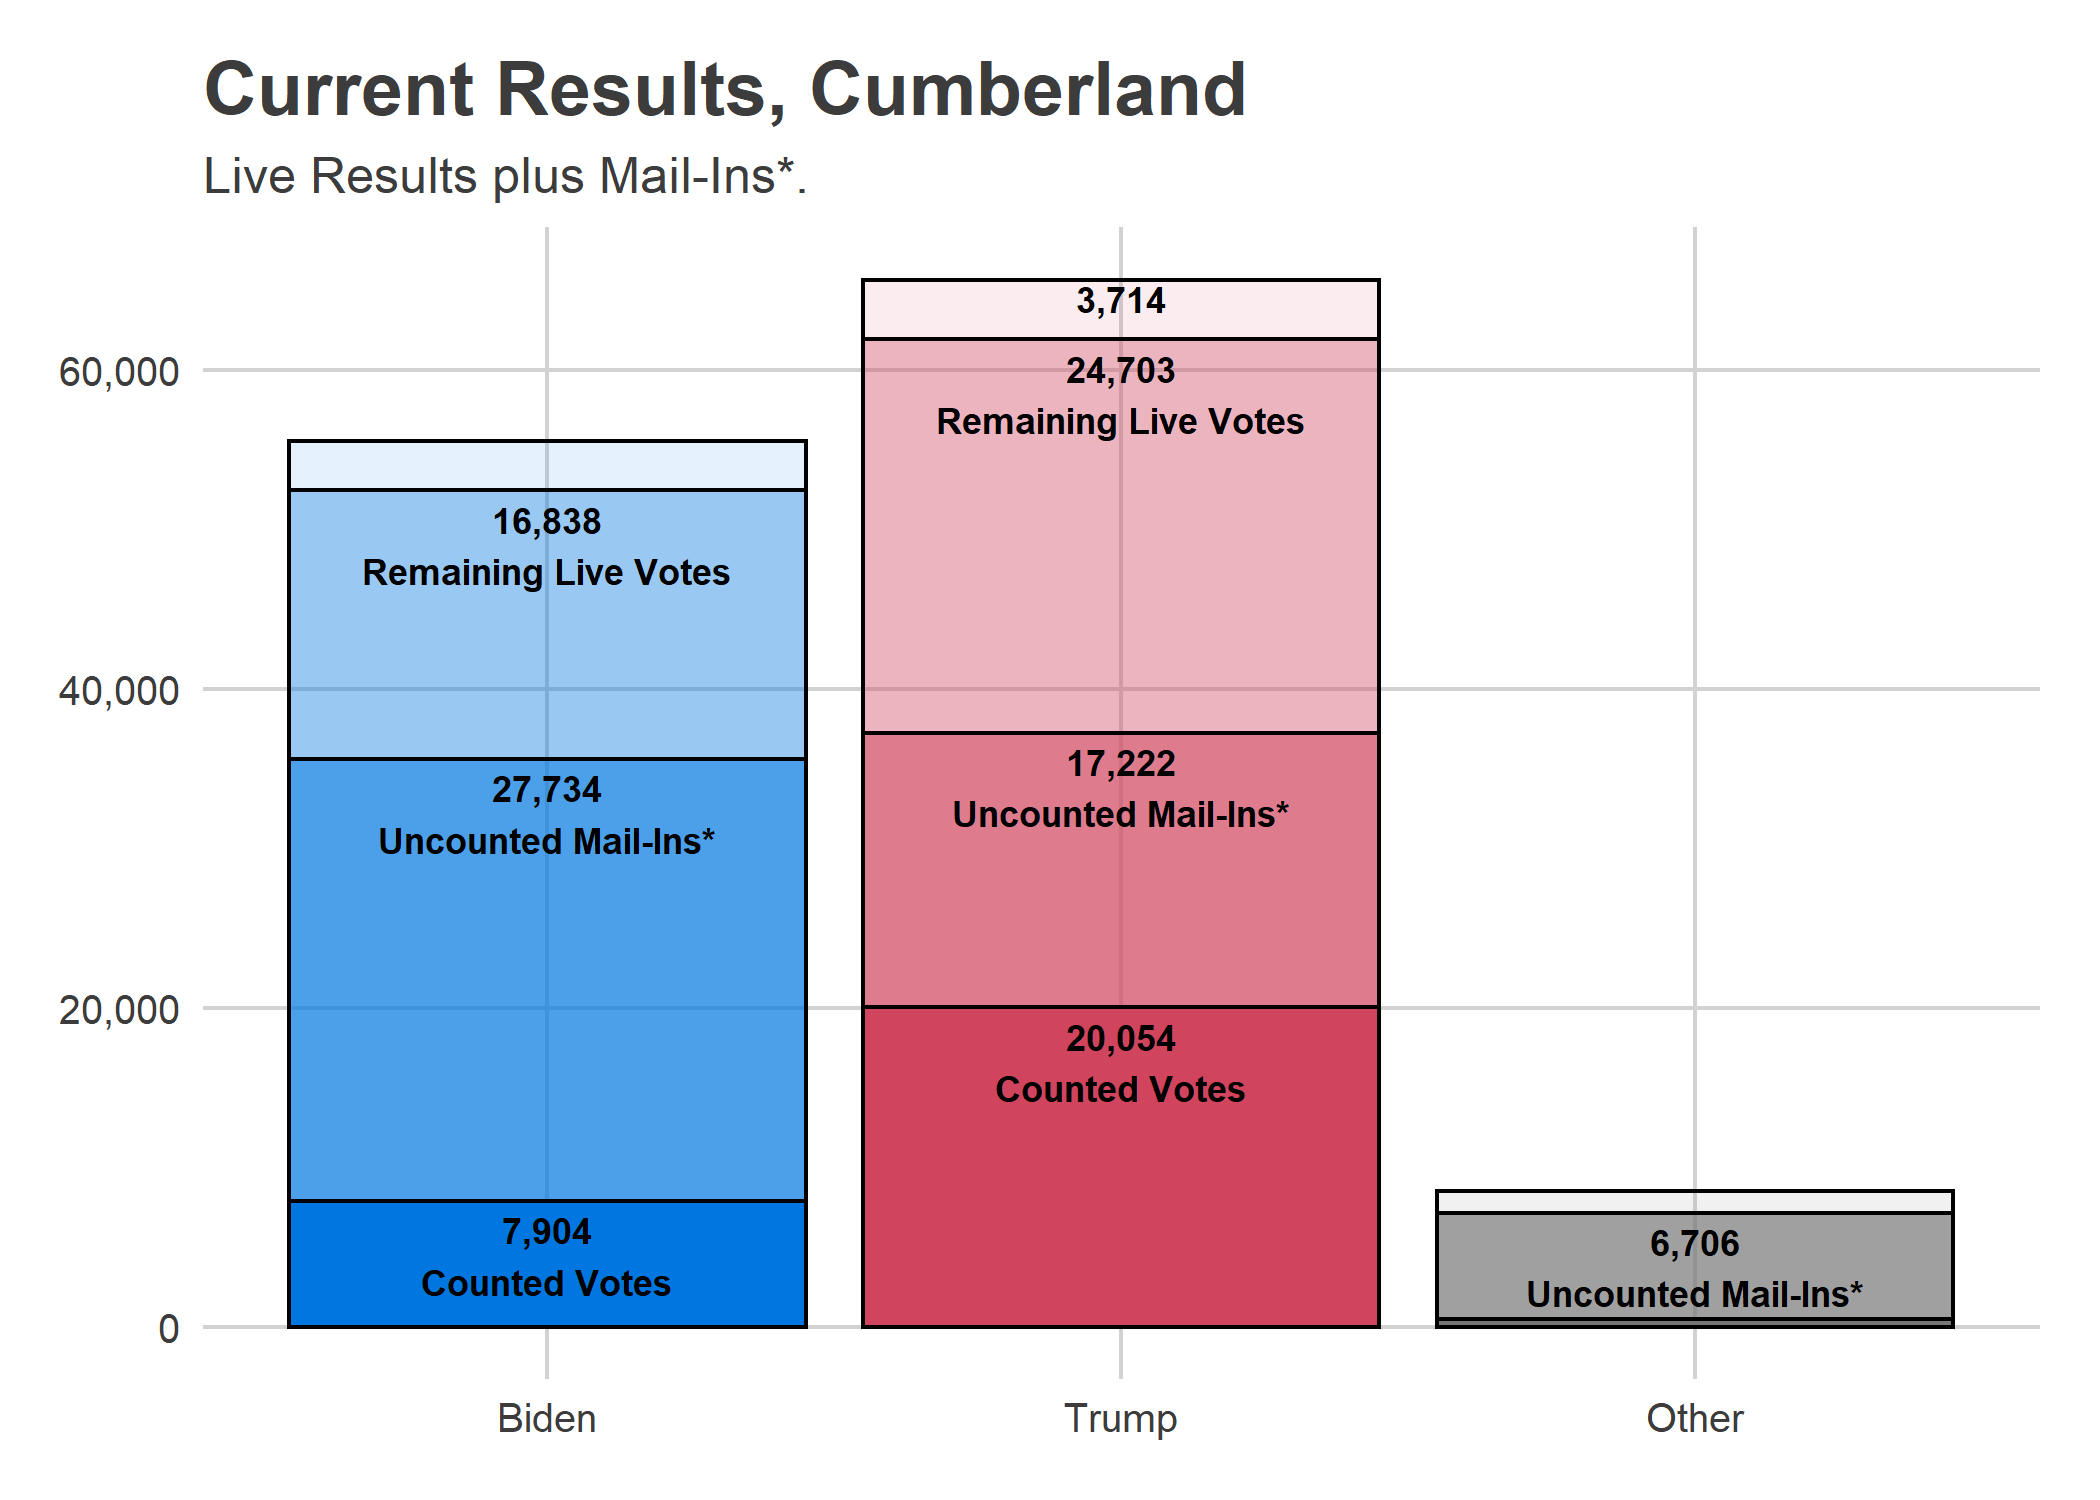 Current Results, Cumberland
Live Results plus Mail-Ins*.
60,000
40,000
20,000
0
16,838
Remaining Live Votes
27,734
Uncounted Mail-Ins*
7,904
Counted Votes
3,714
24,703
Remaining Live Votes
17,222
Uncounted Mail-Ins*
20,054
Counted Votes
6,706
Uncounted Mail-Ins*
Biden
Trump
Other